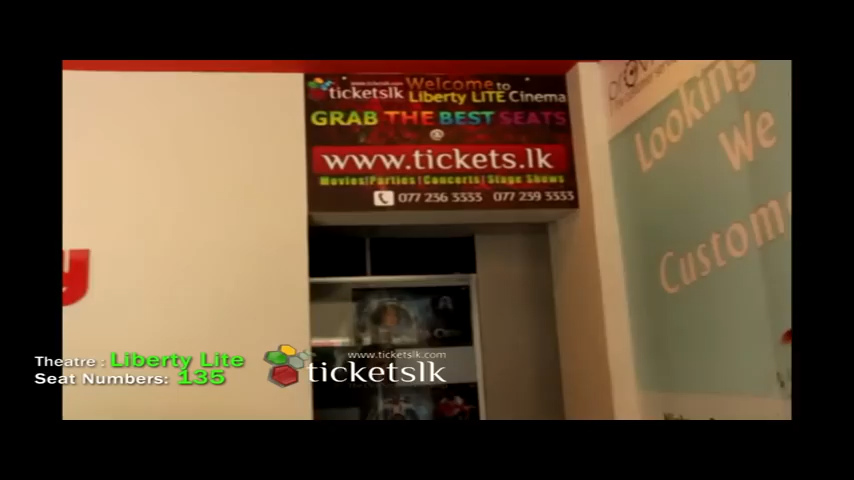 www.ticketslk.com
ticketslk
Welcome to
Liberty LITE Cinema
GRAB THE BEST SEATS
@
www.tickets.lk
Movies|Parties|Concerts|Stage Shows
077 236 3333 077 239 3333
Looking
We
Custome
y
Theatre : Liberty Lite
Seat Numbers: 135
www.ticketslk.com
ticketslk